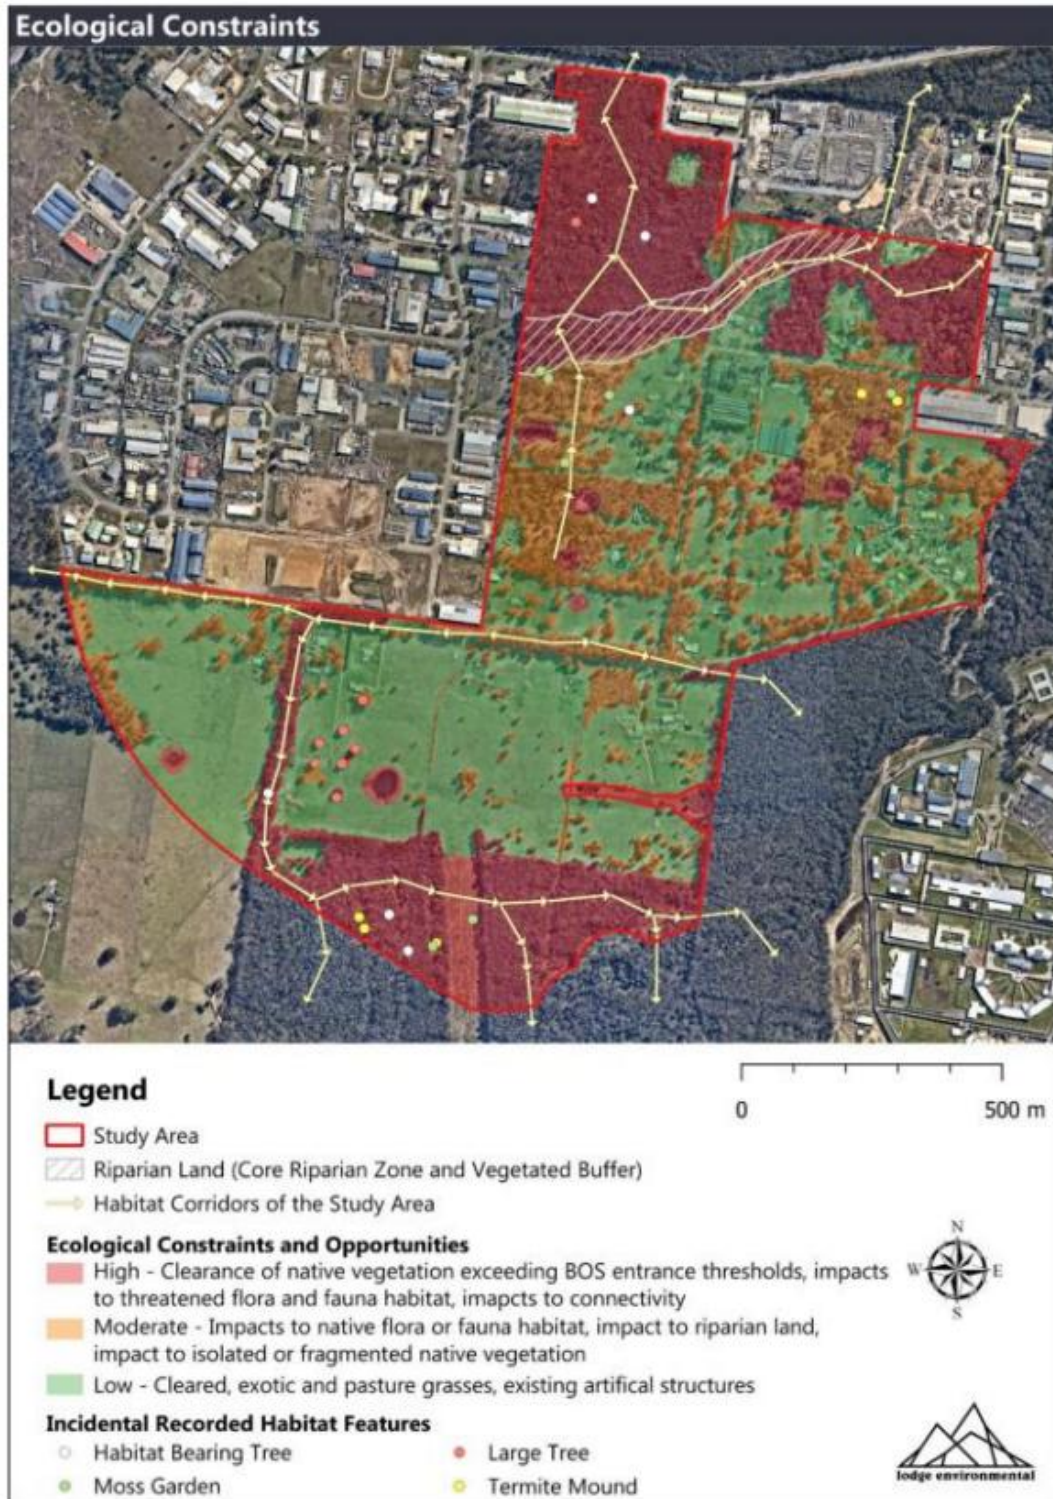 Ecological Constraints
Legend
0 500 m
Study Area
Riparian Land (Core Riparian Zone and Vegetated Buffer)
Habitat Corridors of the Study Area
Ecological Constraints and Opportunities
High - Clearance of native vegetation exceeding BOS entrance thresholds, impacts
to threatened flora and fauna habitat, imapcts to connectivity
Moderate - Impacts to native flora or fauna habitat, impact to riparian land,
impact to isolated or fragmented native vegetation
Low - Cleared, exotic and pasture grasses, existing artifical structures
N
W E
S
Incidental Recorded Habitat Features
Habitat Bearing Tree Large Tree
Moss Garden Termite Mound
lodge environmental